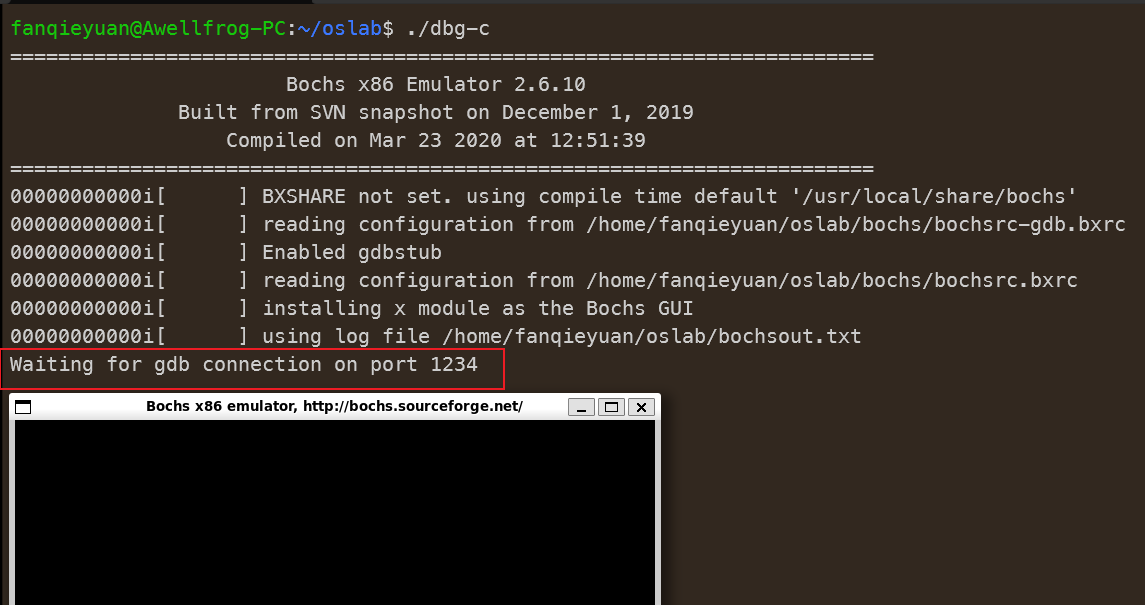 fanqieyuan@Awellfrog-PC:~/oslab$ ./dbg-c
========================================================================
Bochs x86 Emulator 2.6.10
Built from SVN snapshot on December 1, 2019
Compiled on Mar 23 2020 at 12:51:39
========================================================================
00000000000i[      ] BXSHARE not set. using compile time default '/usr/local/share/bochs'
00000000000i[      ] reading configuration from /home/fanqieyuan/oslab/bochs/bochsrc-gdb.bxrc
00000000000i[      ] Enabled gdbstub
00000000000i[      ] reading configuration from /home/fanqieyuan/oslab/bochs/bochsrc.bxrc
00000000000i[      ] installing x module as the Bochs GUI
00000000000i[      ] using log file /home/fanqieyuan/oslab/bochsout.txt
Waiting for gdb connection on port 1234
Bochs x86 emulator, http://bochs.sourceforge.net/